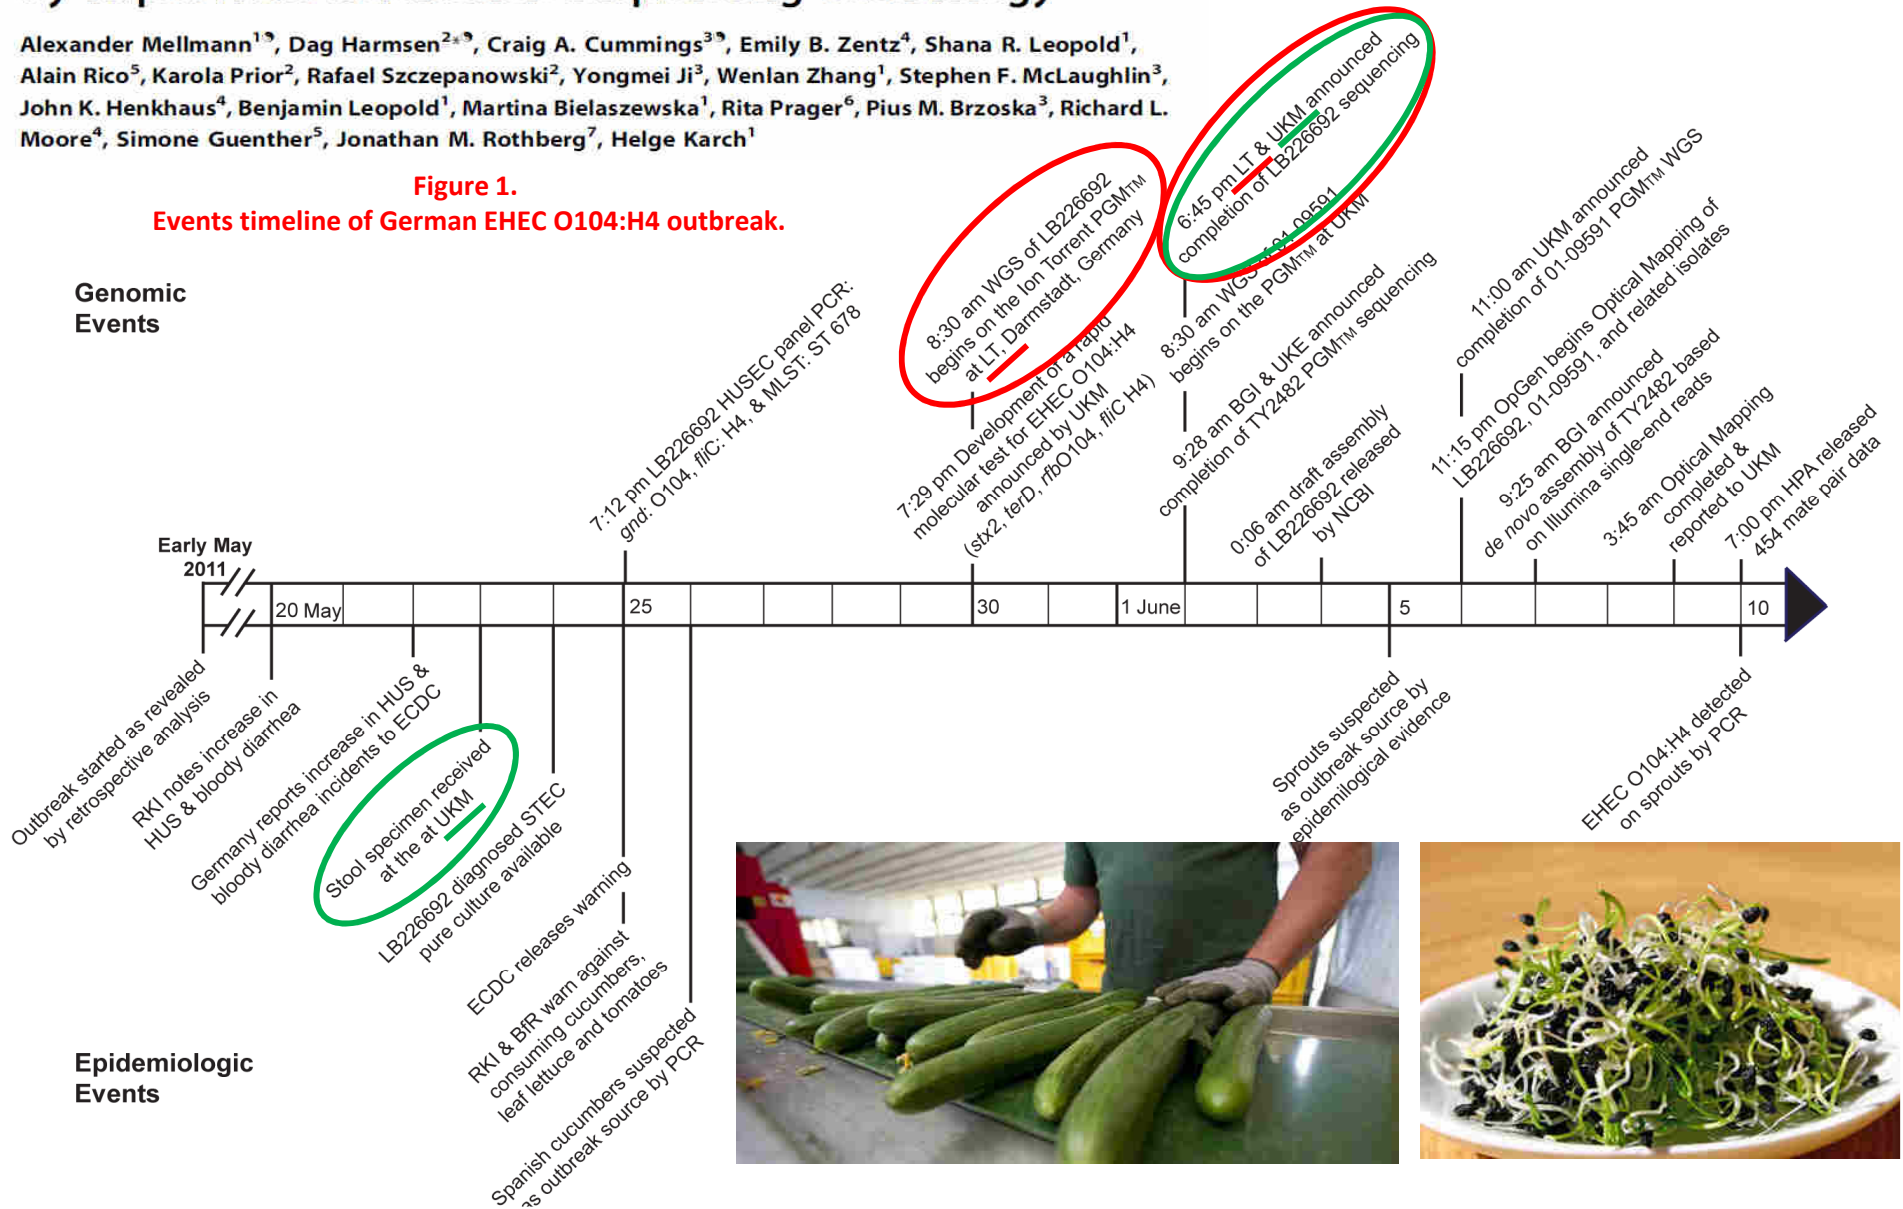 Alexander Mellmann1,9, Dag Harmsen2*,9, Craig A. Cummings3,9, Emily B. Zentz4, Shana R. Leopold1,
Alain Rico5, Karola Prior2, Rafael Szczepanowski2, Yongmei Ji3, Wenlan Zhang1, Stephen F. McLaughlin3,
John K. Henkhaus4, Benjamin Leopold1, Martina Bielaszewska1, Rita Prager6, Pius M. Brzoska3, Richard L.
Moore4, Simone Guenther5, Jonathan M. Rothberg7, Helge Karch1
Figure 1.
Events timeline of German EHEC O104:H4 outbreak.
Genomic
Events
7:12 pm LB226692 HUSEC panel PCR:
gnd: O104, fliC: H4, & MLST: ST 678
8:30 am WGS of LB226692
begins on the Ion Torrent PGM™
at LT, Darmstadt, Germany
7:29 pm Development of a rapid
molecular test for EHEC O104:H4
announced by UKM
(stx2, terD, rfbO104, fliC H4)
6:45 pm LT & UKM announced
completion of LB226692 sequencing
8:30 am WGS of 01-09591
begins on the PGM™ at UKM
9:28 am BGI & UKE announced
completion of TY2482 PGM™ sequencing
0:06 am draft assembly
of LB226692 released
by NCBI
11:00 am UKM announced
completion of 01-09591 PGM™ WGS
11:15 pm OpGen begins Optical Mapping of
LB226692, 01-09591, and related isolates
9:25 am BGI announced
de novo assembly of TY2482 based
on Illumina single-end reads
3:45 am Optical Mapping
completed &
reported to UKM
7:00 pm HPA released
454 mate pair data
Early May
2011
20 May
25
30
1 June
5
10
Outbreak started as revealed
by retrospective analysis
RKI notes increase in
HUS & bloody diarrhea
Germany reports increase in HUS &
bloody diarrhea incidents to ECDC
Stool specimen received
at the at UKM
LB226692 diagnosed STEC
pure culture available
ECDC releases warning
RKI & BfR warn against
consuming cucumbers,
leaf lettuce and tomatoes
Spanish cucumbers suspected
as outbreak source by PCR
Sprouts suspected
as outbreak source by
epidemilogical evidence
EHEC O104:H4 detected
on sprouts by PCR
Epidemiologic
Events